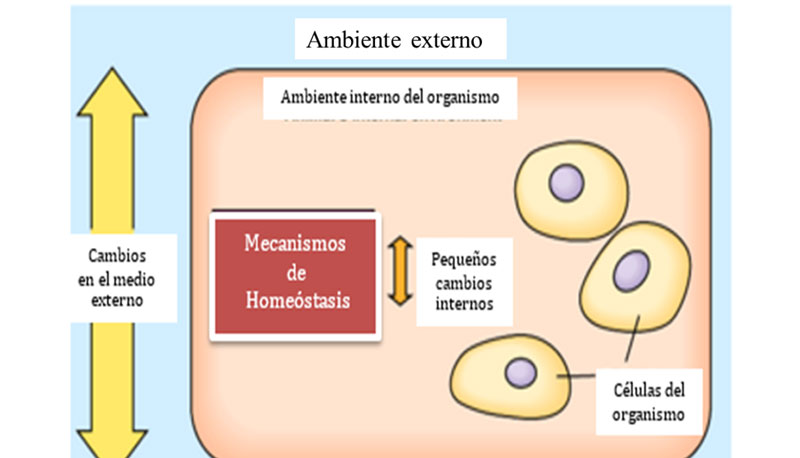 Ambiente externo
Ambiente interno del organismo
Cambios
en el medio
externo
Mecanismos
de
Homeóstasis
Pequeños
cambios
internos
Células del
organismo